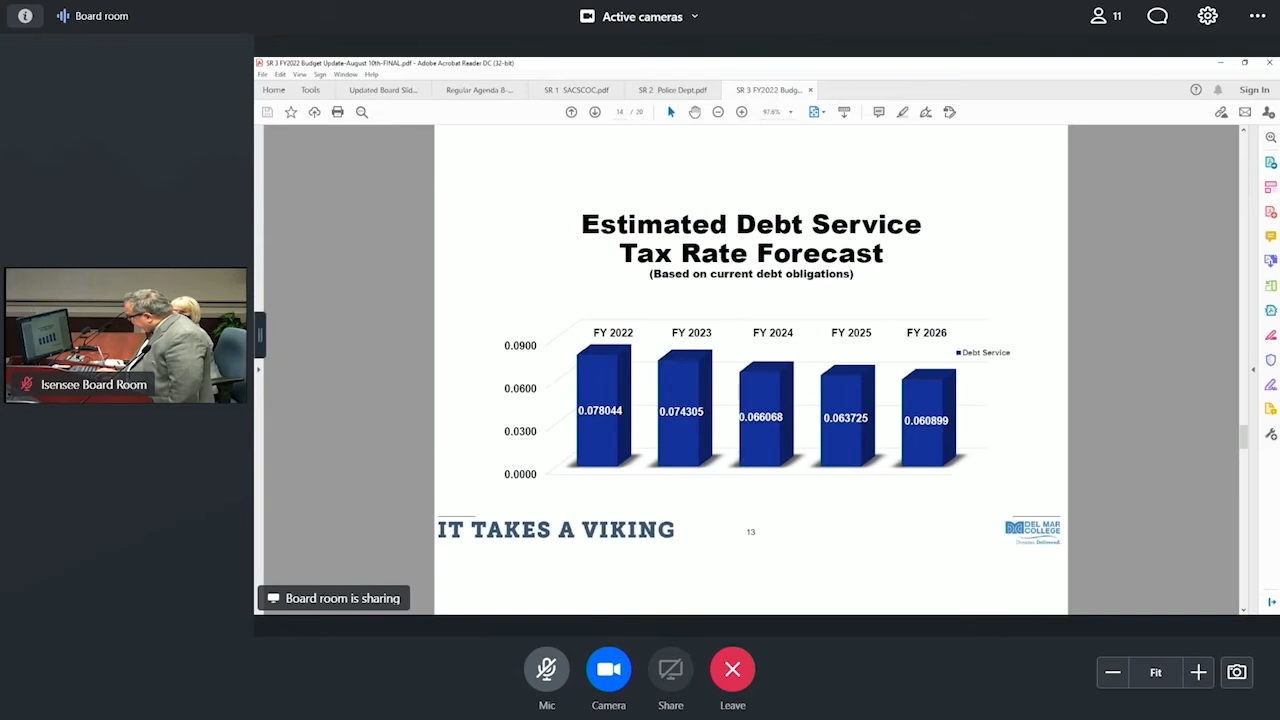 Board room
Active cameras
11
SR 3 FY2022 Budget Update-August 10th-FINAL.pdf - Adobe Acrobat Reader DC (32-bit)
File Edit View Sign Window Help
Home Tools Updated Board Slid... Regular Agenda 8-... SR 1 SACSCOC.pdf SR 2 Police Dept.pdf SR 3 FY2022 Budg... Sign In
14 / 20 97.6%
Estimated Debt Service
Tax Rate Forecast
(Based on current debt obligations)
FY 2022 FY 2023 FY 2024 FY 2025 FY 2026
0.0900
0.0600
0.0300
0.0000
Debt Service
0.078044 0.074305 0.066068 0.063725 0.060899
Isensee Board Room
IT TAKES A VIKING
13
DEL MAR
COLLEGE
Dreams. Delivered.
Board room is sharing
Mic Camera Share Leave
Fit